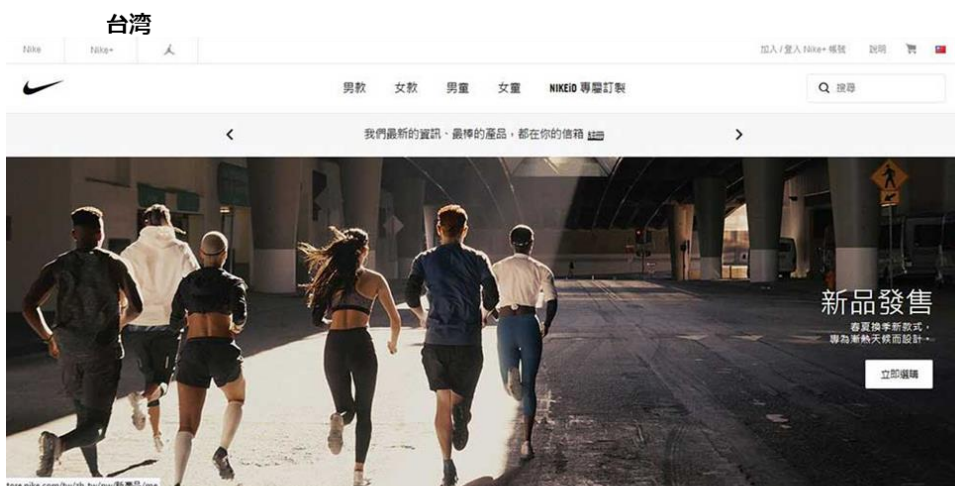 台湾
Nike
Nike+
加入 / 登入 Nike+ 帳號
說明
男款
女款
男童
女童
NIKEiD 專屬訂製
搜尋
我們最新的資訊、最棒的產品，都在你的信箱 註冊
新品發售
春夏換季新款式，
專為漸熱天候而設計。
立即選購